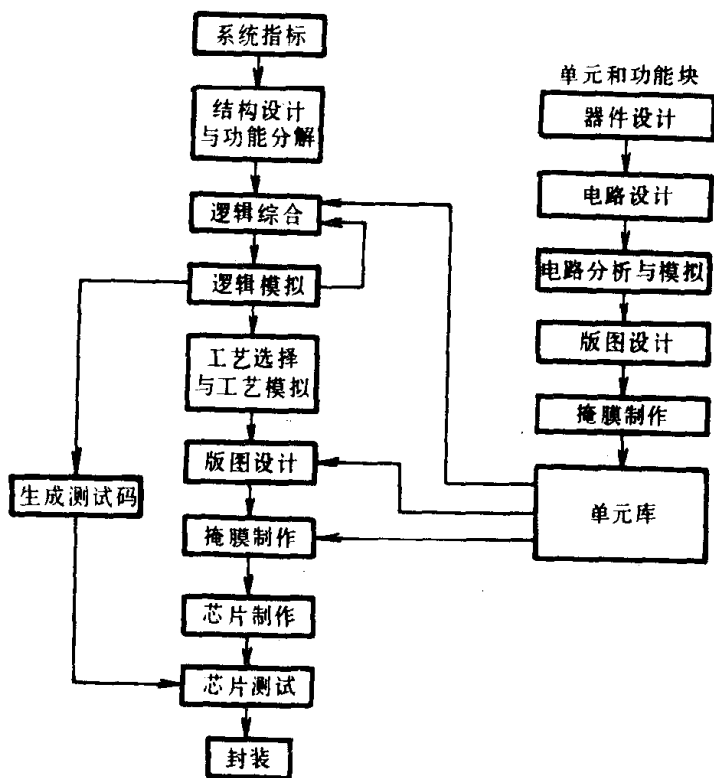 系统指标
结构设计
与功能分解
逻辑综合
逻辑模拟
工艺选择
与工艺模拟
版图设计
掩膜制作
芯片制作
芯片测试
封装
生成测试码
单元和功能块
器件设计
电路设计
电路分析与模拟
版图设计
掩膜制作
单元库